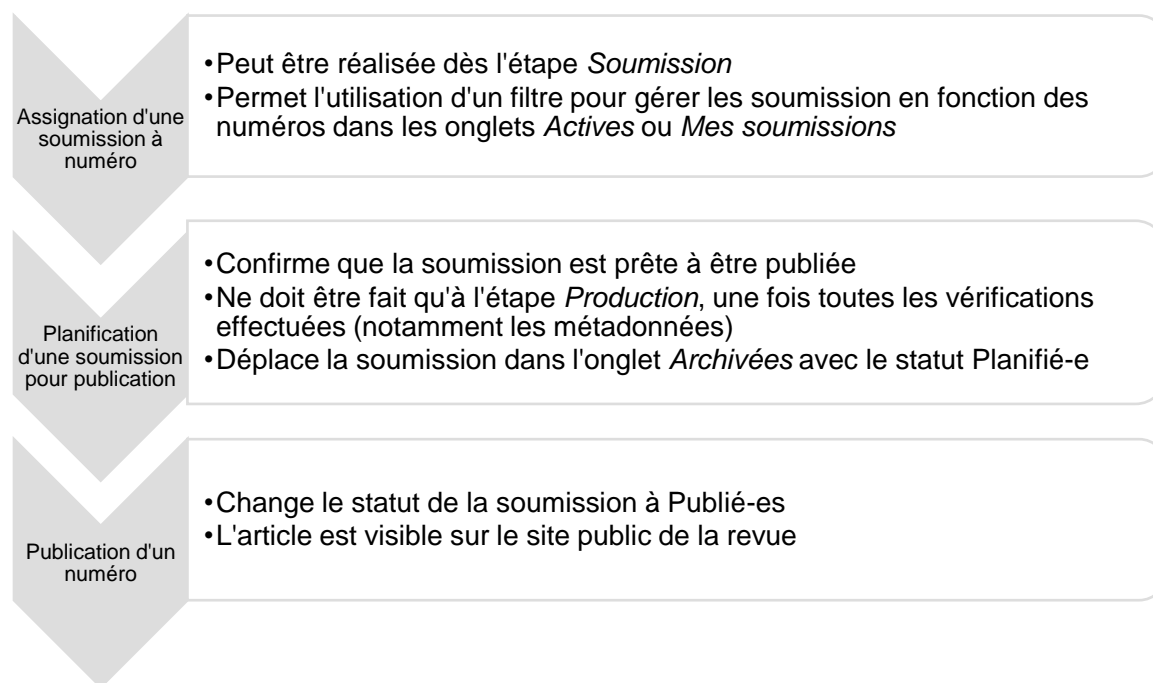 Assignation d'une
soumission à
numéro
•Peut être réalisée dès l'étape Soumission
•Permet l'utilisation d'un filtre pour gérer les soumission en fonction des
numéros dans les onglets Actives ou Mes soumissions
Planification
d'une soumission
pour publication
•Confirme que la soumission est prête à être publiée
•Ne doit être fait qu'à l'étape Production, une fois toutes les vérifications
effectuées (notamment les métadonnées)
•Déplace la soumission dans l'onglet Archivées avec le statut Planifié-e
Publication d'un
numéro
•Change le statut de la soumission à Publié-es
•L'article est visible sur le site public de la revue